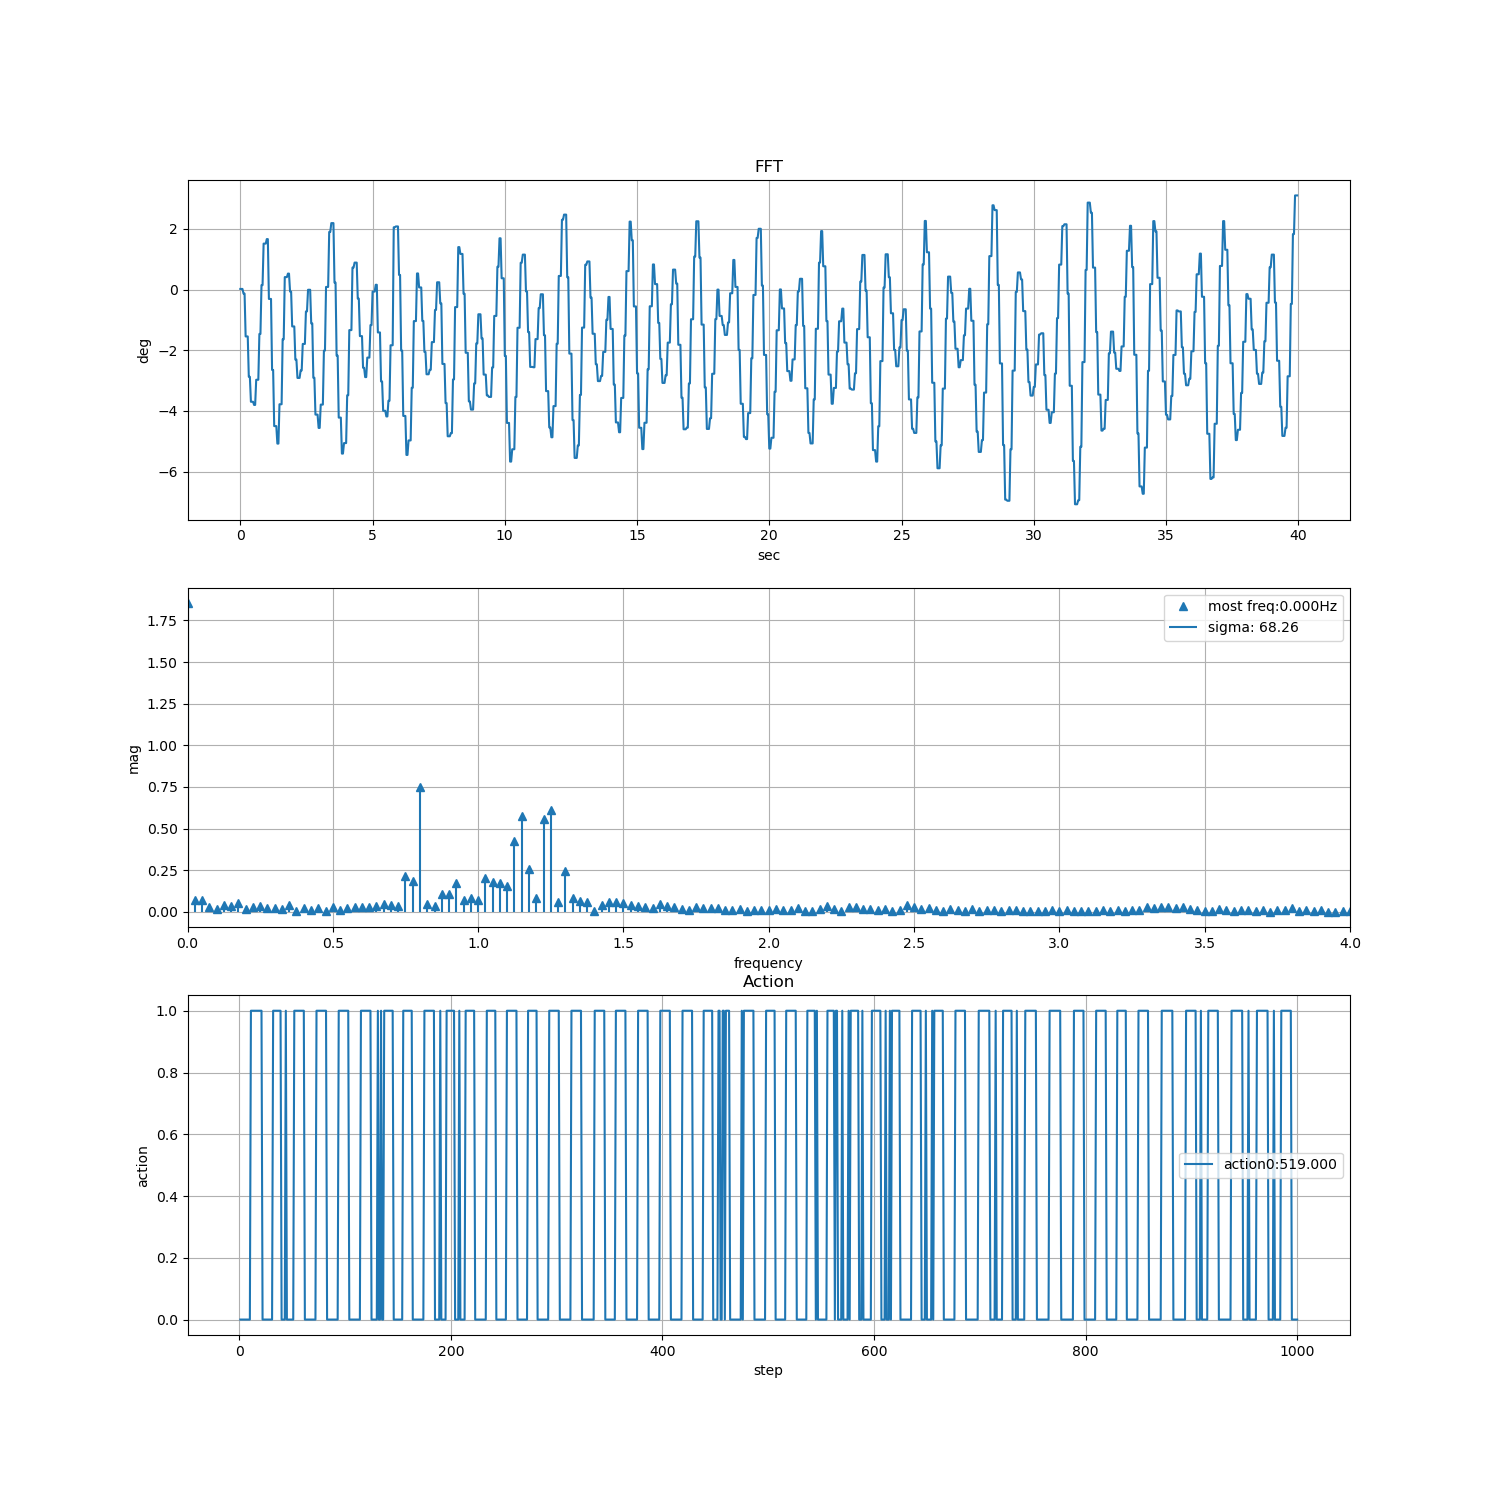 FFT
2
0
−2
−4
−6
deg
0 5 10 15 20 25 30 35 40
sec
most freq:0.000Hz
sigma: 68.26
1.75
1.50
1.25
1.00
0.75
0.50
0.25
0.00
mag
0.0 0.5 1.0 1.5 2.0 2.5 3.0 3.5 4.0
frequency
Action
1.0
0.8
0.6
0.4
0.2
0.0
action
action0:519.000
0 200 400 600 800 1000
step